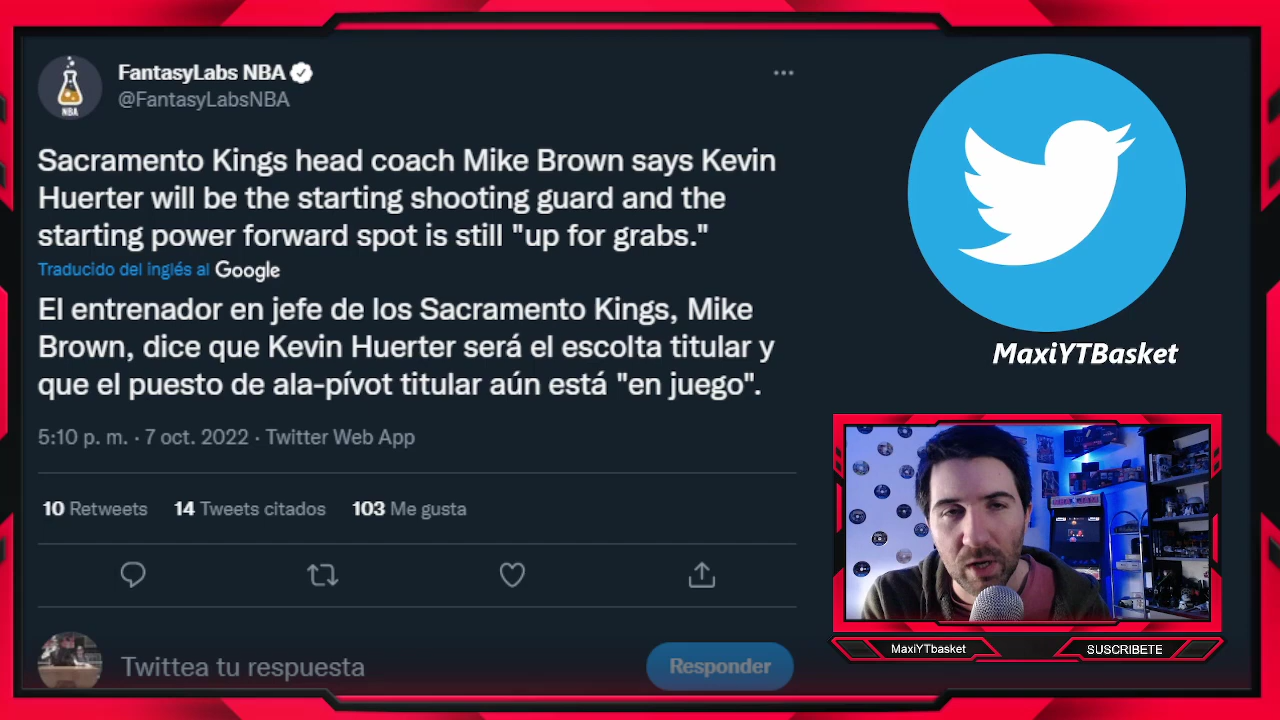 FantasyLabs NBA
@FantasyLabsNBA
NBA
Sacramento Kings head coach Mike Brown says Kevin
Huerter will be the starting shooting guard and the
starting power forward spot is still "up for grabs."
Traducido del inglés al Google
El entrenador en jefe de los Sacramento Kings, Mike
Brown, dice que Kevin Huerter será el escolta titular y
que el puesto de ala-pívot titular aún está "en juego".
5:10 p. m. · 7 oct. 2022 · Twitter Web App
10 Retweets 14 Tweets citados 103 Me gusta
Twittea tu respuesta
Responder
MaxiYTBasket
MaxiYTbasket
SUSCRIBETE